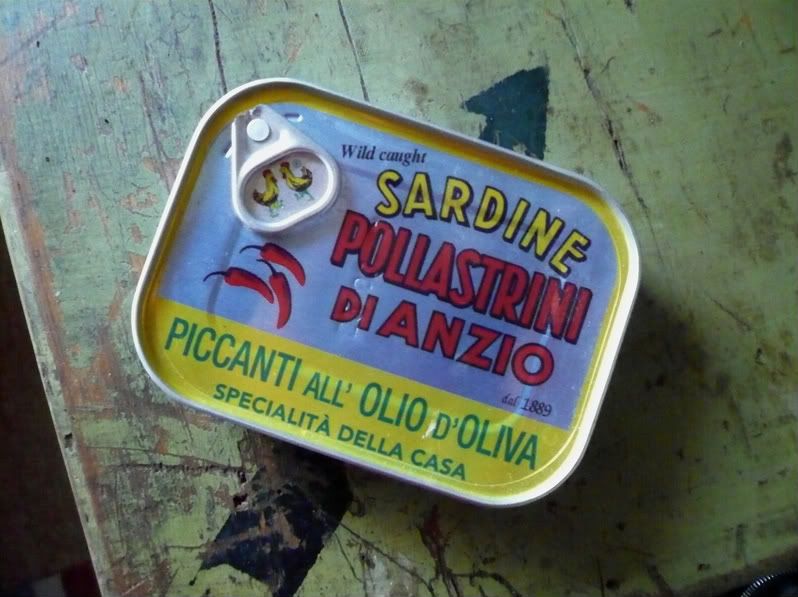 Wild caught
SARDINE
POLLASTRINI
DI ANZIO
dal 1889
PICCANTI ALL' OLIO D'OLIVA
SPECIALITÀ DELLA CASA